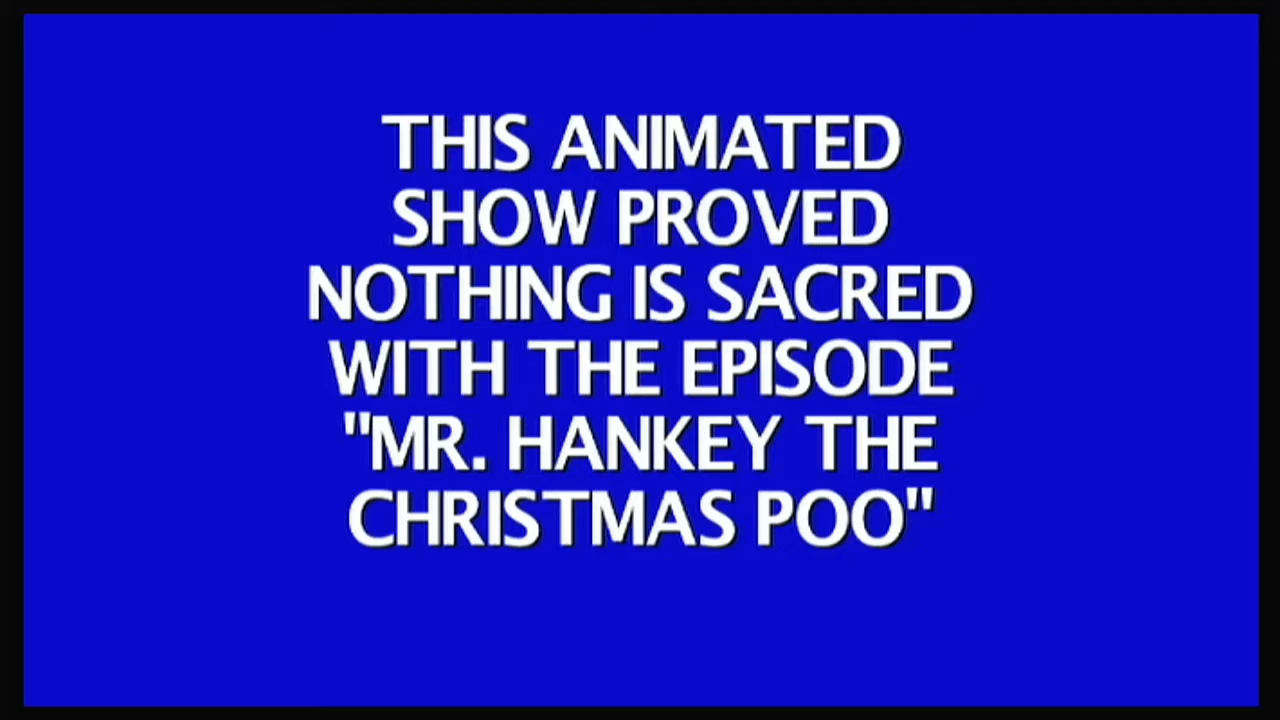 THIS ANIMATED
SHOW PROVED
NOTHING IS SACRED
WITH THE EPISODE
"MR. HANKEY THE
CHRISTMAS POO"